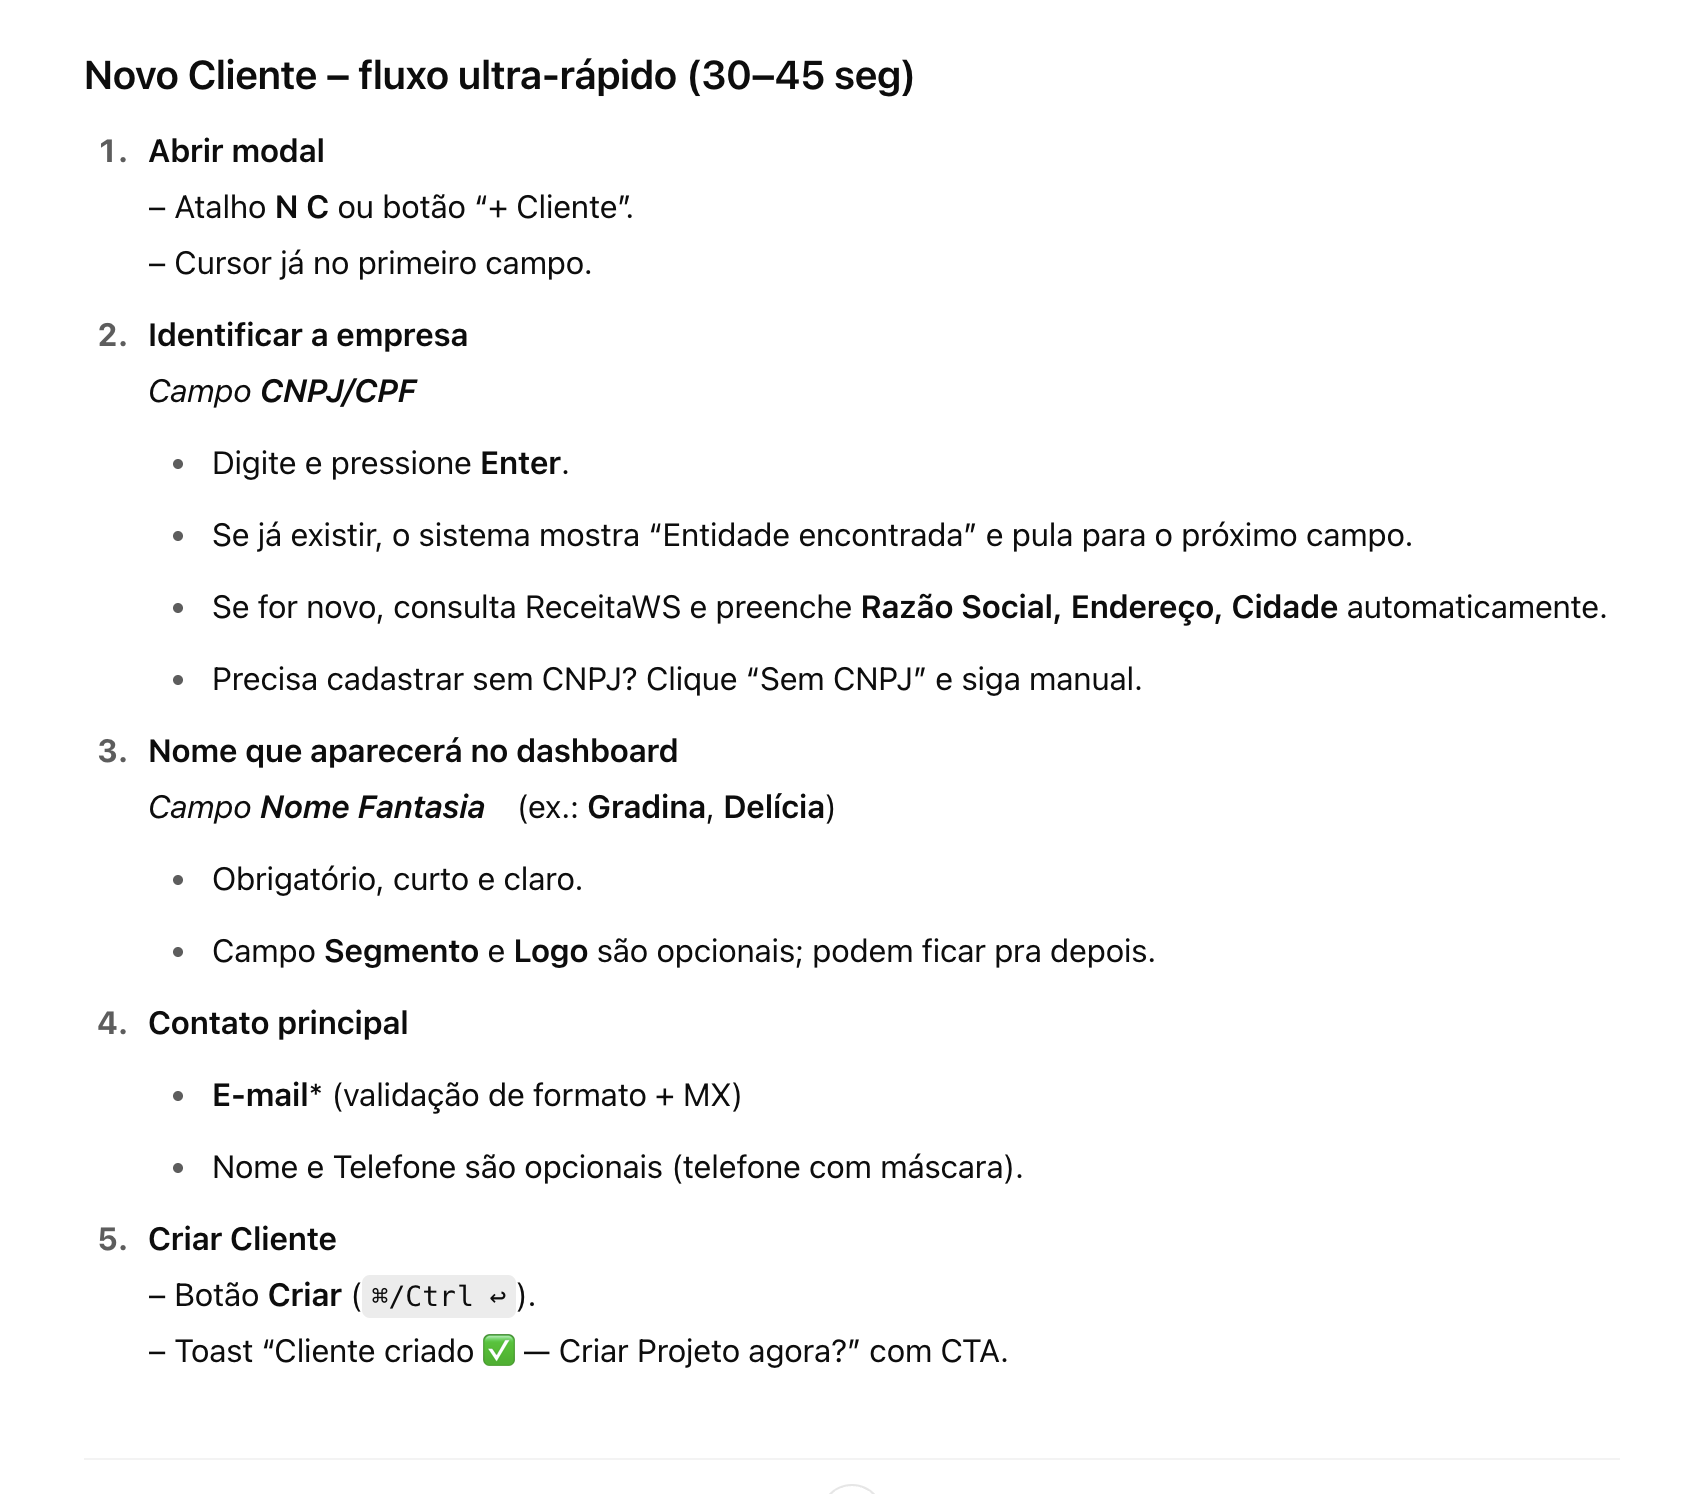 Novo Cliente – fluxo ultra-rápido (30–45 seg)
1. Abrir modal
– Atalho N C ou botão “+ Cliente”.
– Cursor já no primeiro campo.
2. Identificar a empresa
Campo CNPJ/CPF
• Digite e pressione Enter.
• Se já existir, o sistema mostra “Entidade encontrada” e pula para o próximo campo.
• Se for novo, consulta ReceitaWS e preenche Razão Social, Endereço, Cidade automaticamente.
• Precisa cadastrar sem CNPJ? Clique “Sem CNPJ” e siga manual.
3. Nome que aparecerá no dashboard
Campo Nome Fantasia (ex.: Gradina, Delícia)
• Obrigatório, curto e claro.
• Campo Segmento e Logo são opcionais; podem ficar pra depois.
4. Contato principal
• E-mail* (validação de formato + MX)
• Nome e Telefone são opcionais (telefone com máscara).
5. Criar Cliente
– Botão Criar (⌘/Ctrl ↩).
– Toast “Cliente criado ✅ — Criar Projeto agora?” com CTA.